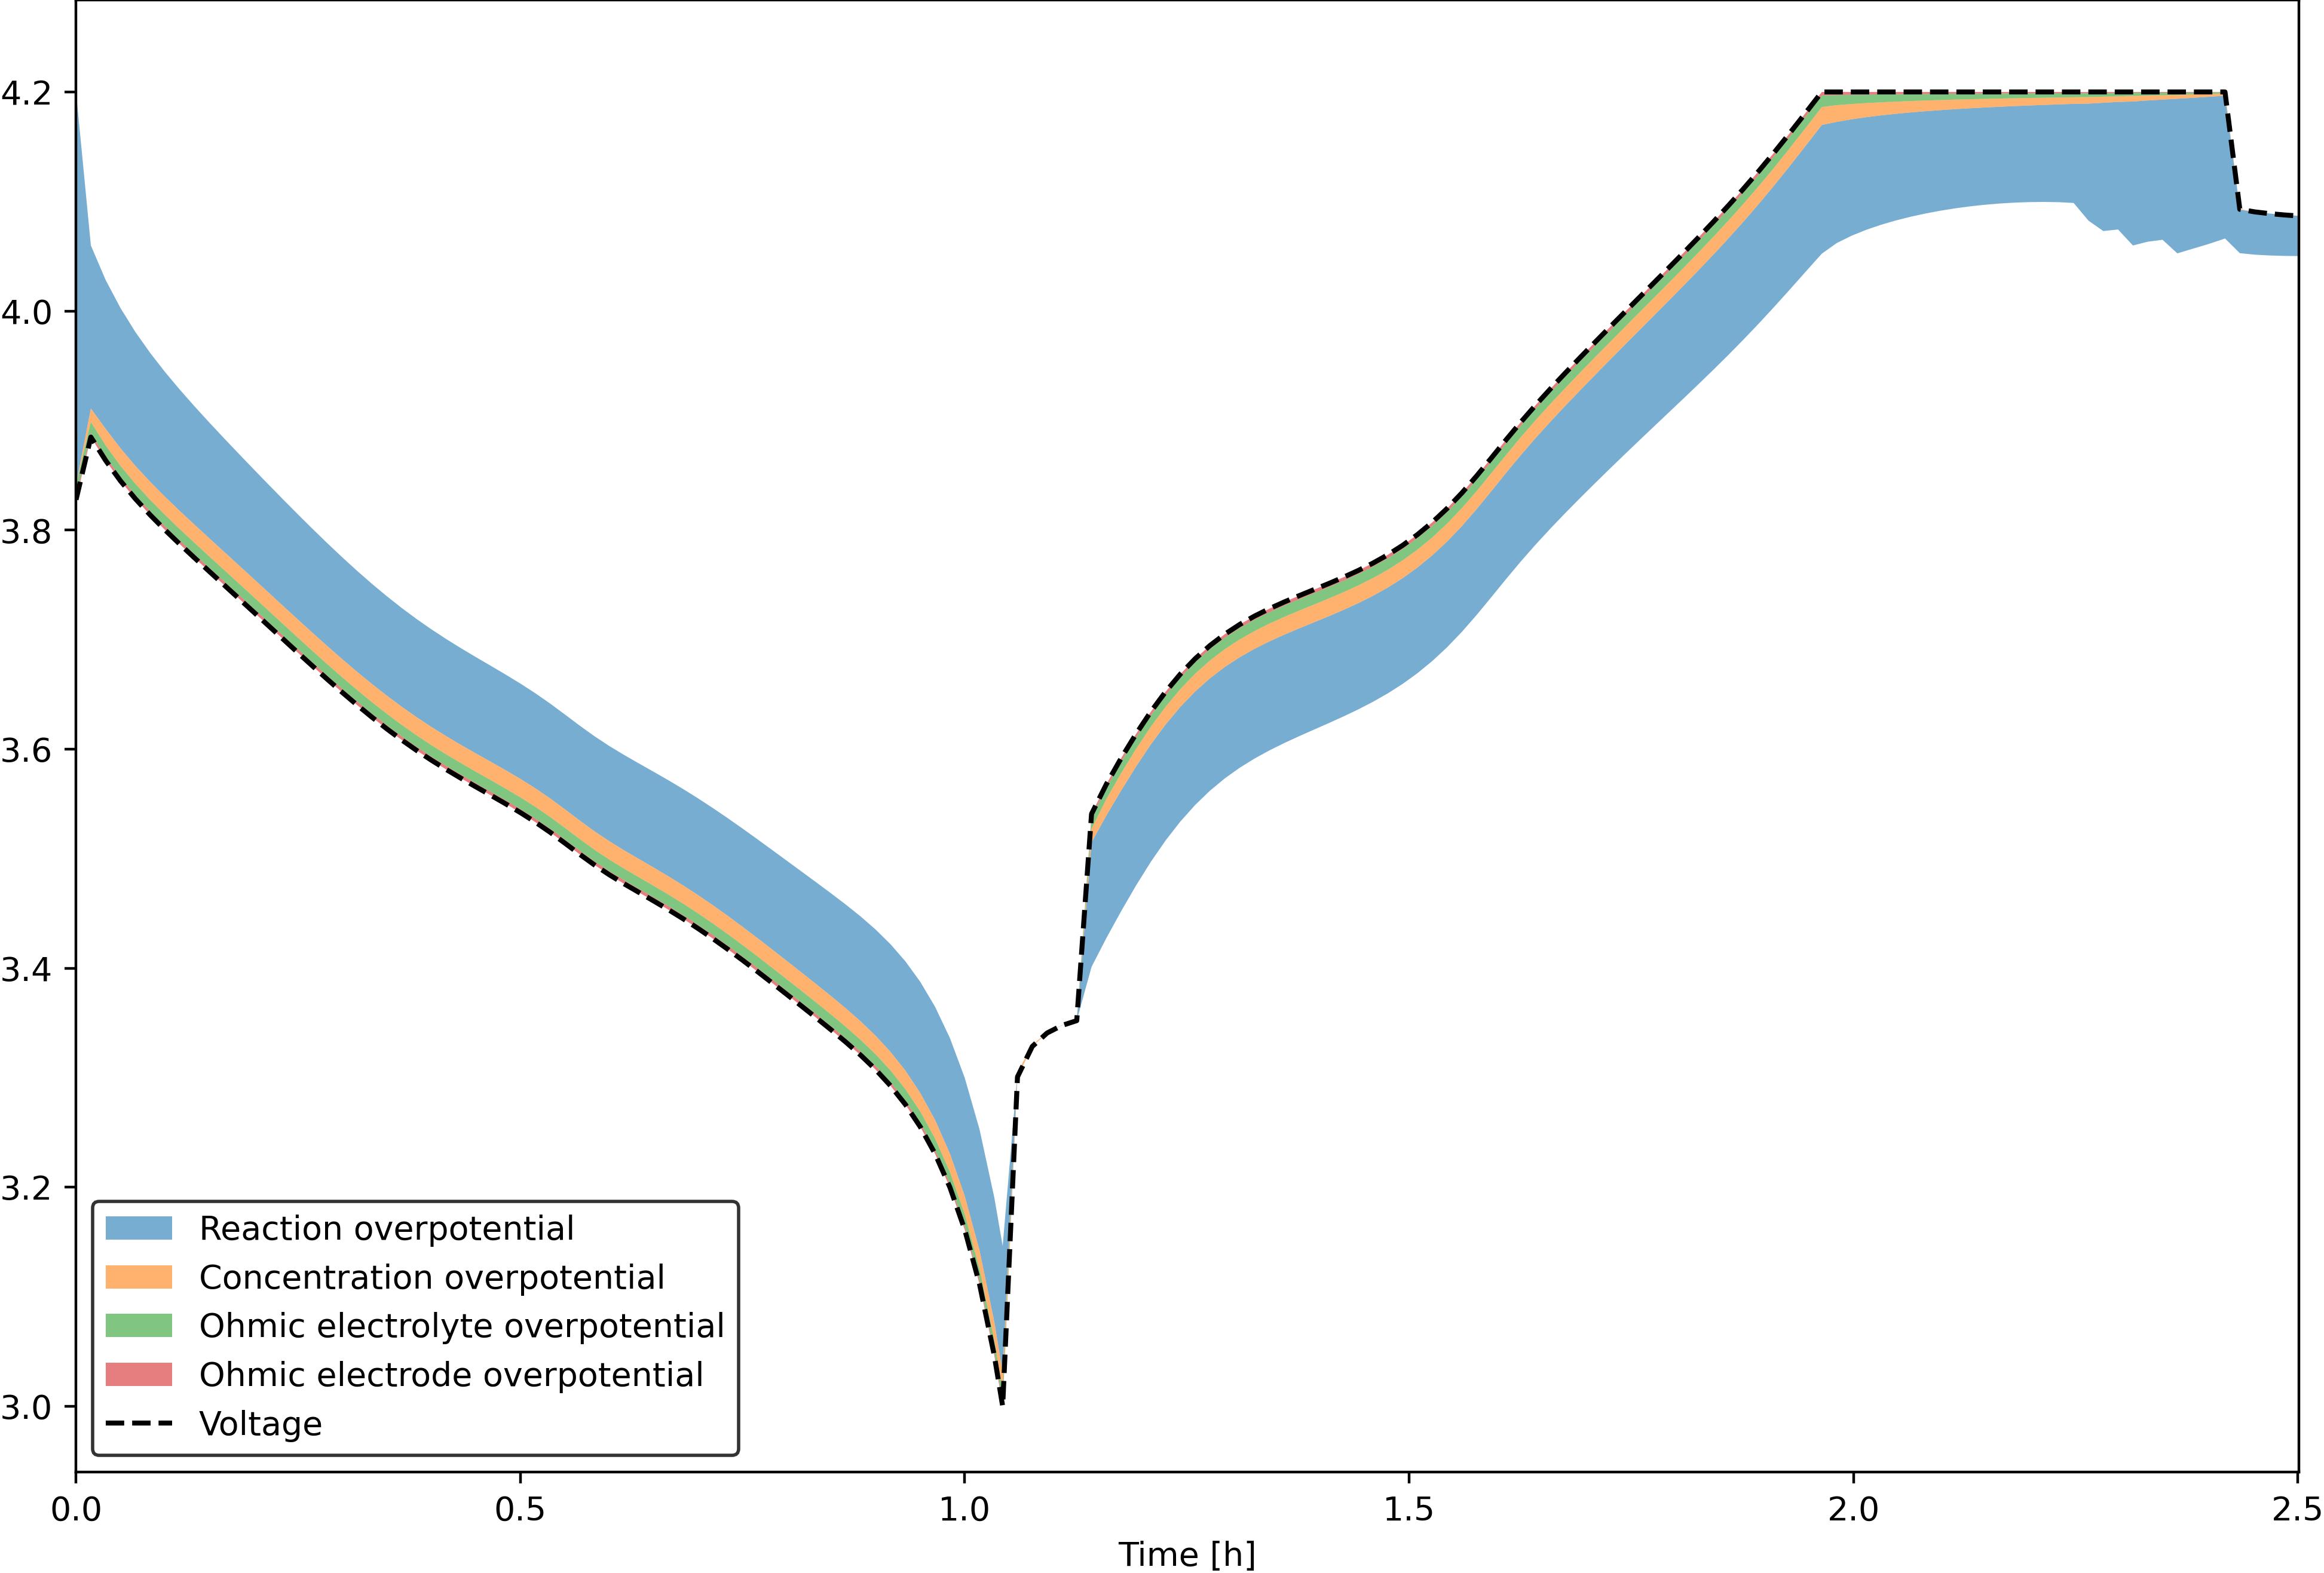 4.2
4.0
3.8
3.6
3.4
3.2
3.0
Reaction overpotential
Concentration overpotential
Ohmic electrolyte overpotential
Ohmic electrode overpotential
Voltage
0.0 0.5 1.0 1.5 2.0 2.5
Time [h]